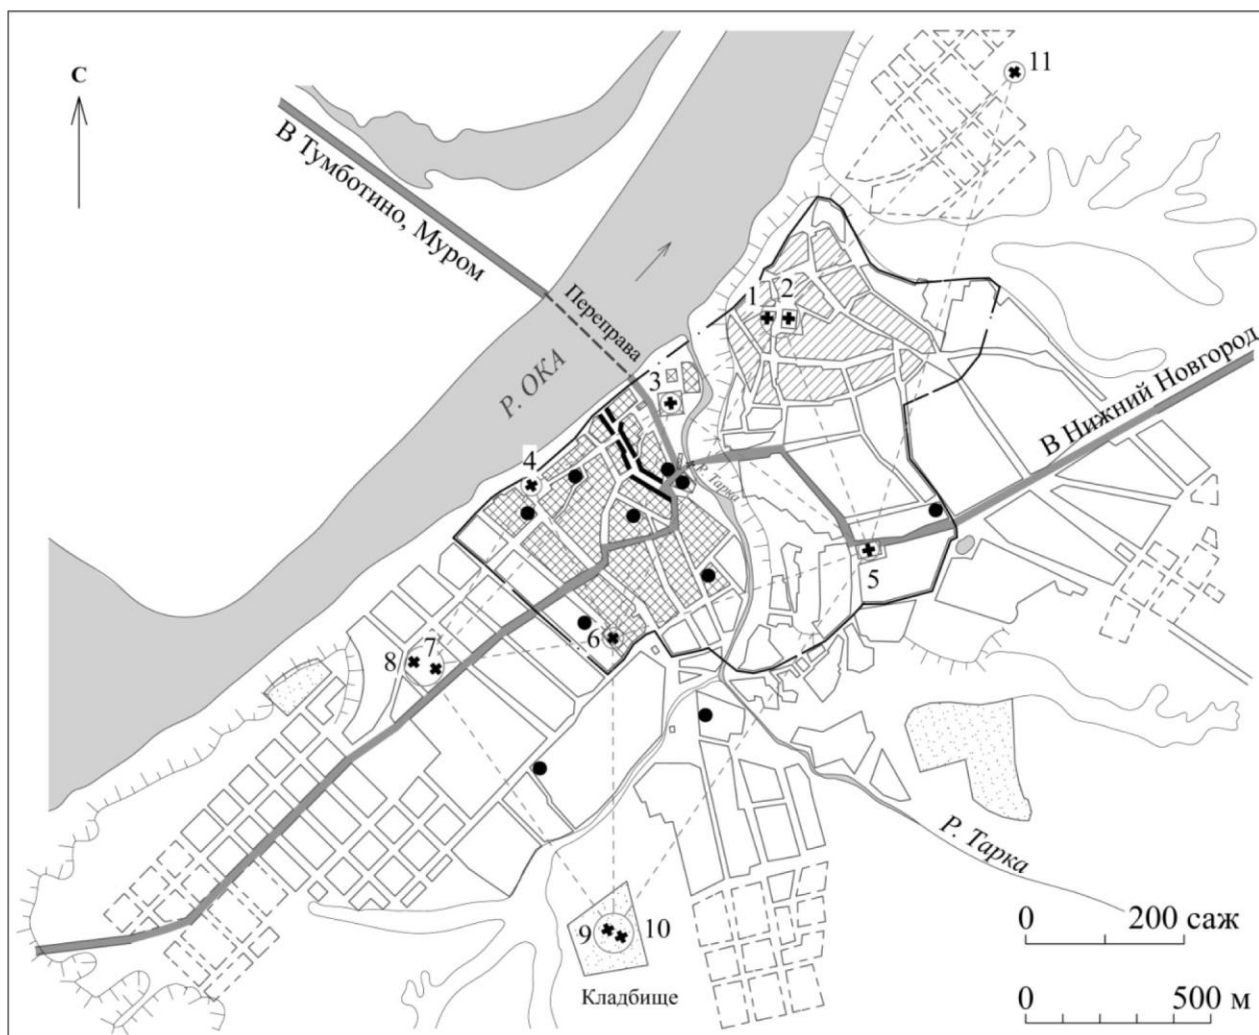 С
11
В Тумботино, Муром
Переправа
Р. ОКА
1
2
3
4
р. Тарка
В Нижний Новгород
5
6
7
8
Р. Тарка
9
10
Кладбище
0 200 саж
0 500 м